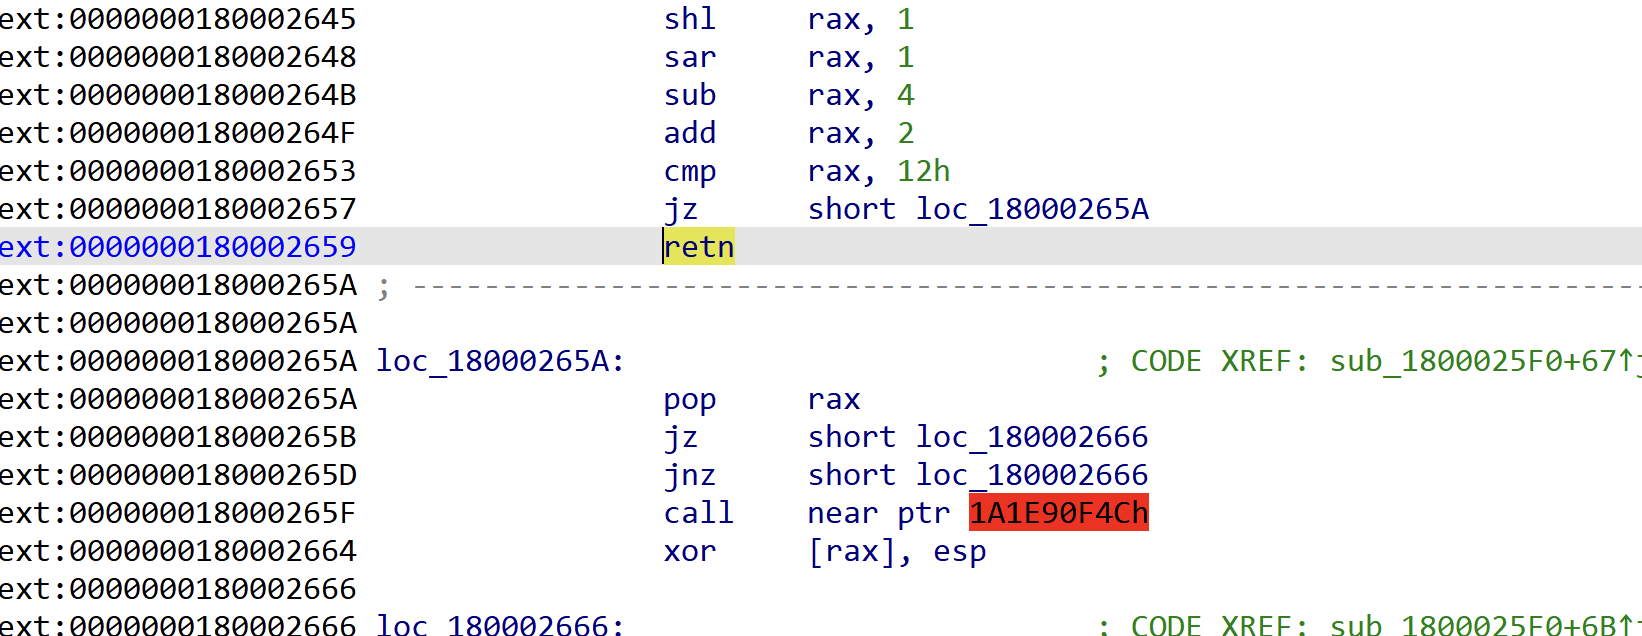 ext:0000000180002645 shl rax, 1
ext:0000000180002648 sar rax, 1
ext:000000018000264B sub rax, 4
ext:000000018000264F add rax, 2
ext:0000000180002653 cmp rax, 12h
ext:0000000180002657 jz short loc_18000265A
ext:0000000180002659 retn
ext:000000018000265A ; ---------------------------------------------------------------------
ext:000000018000265A
ext:000000018000265A loc_18000265A: ; CODE XREF: sub_1800025F0+67↑j
ext:000000018000265A pop rax
ext:000000018000265B jz short loc_180002666
ext:000000018000265D jnz short loc_180002666
ext:000000018000265F call near ptr 1A1E90F4Ch
ext:0000000180002664 xor [rax], esp
ext:0000000180002666
ext:0000000180002666 loc_180002666: ; CODE XREF: sub_1800025F0+6B↑j